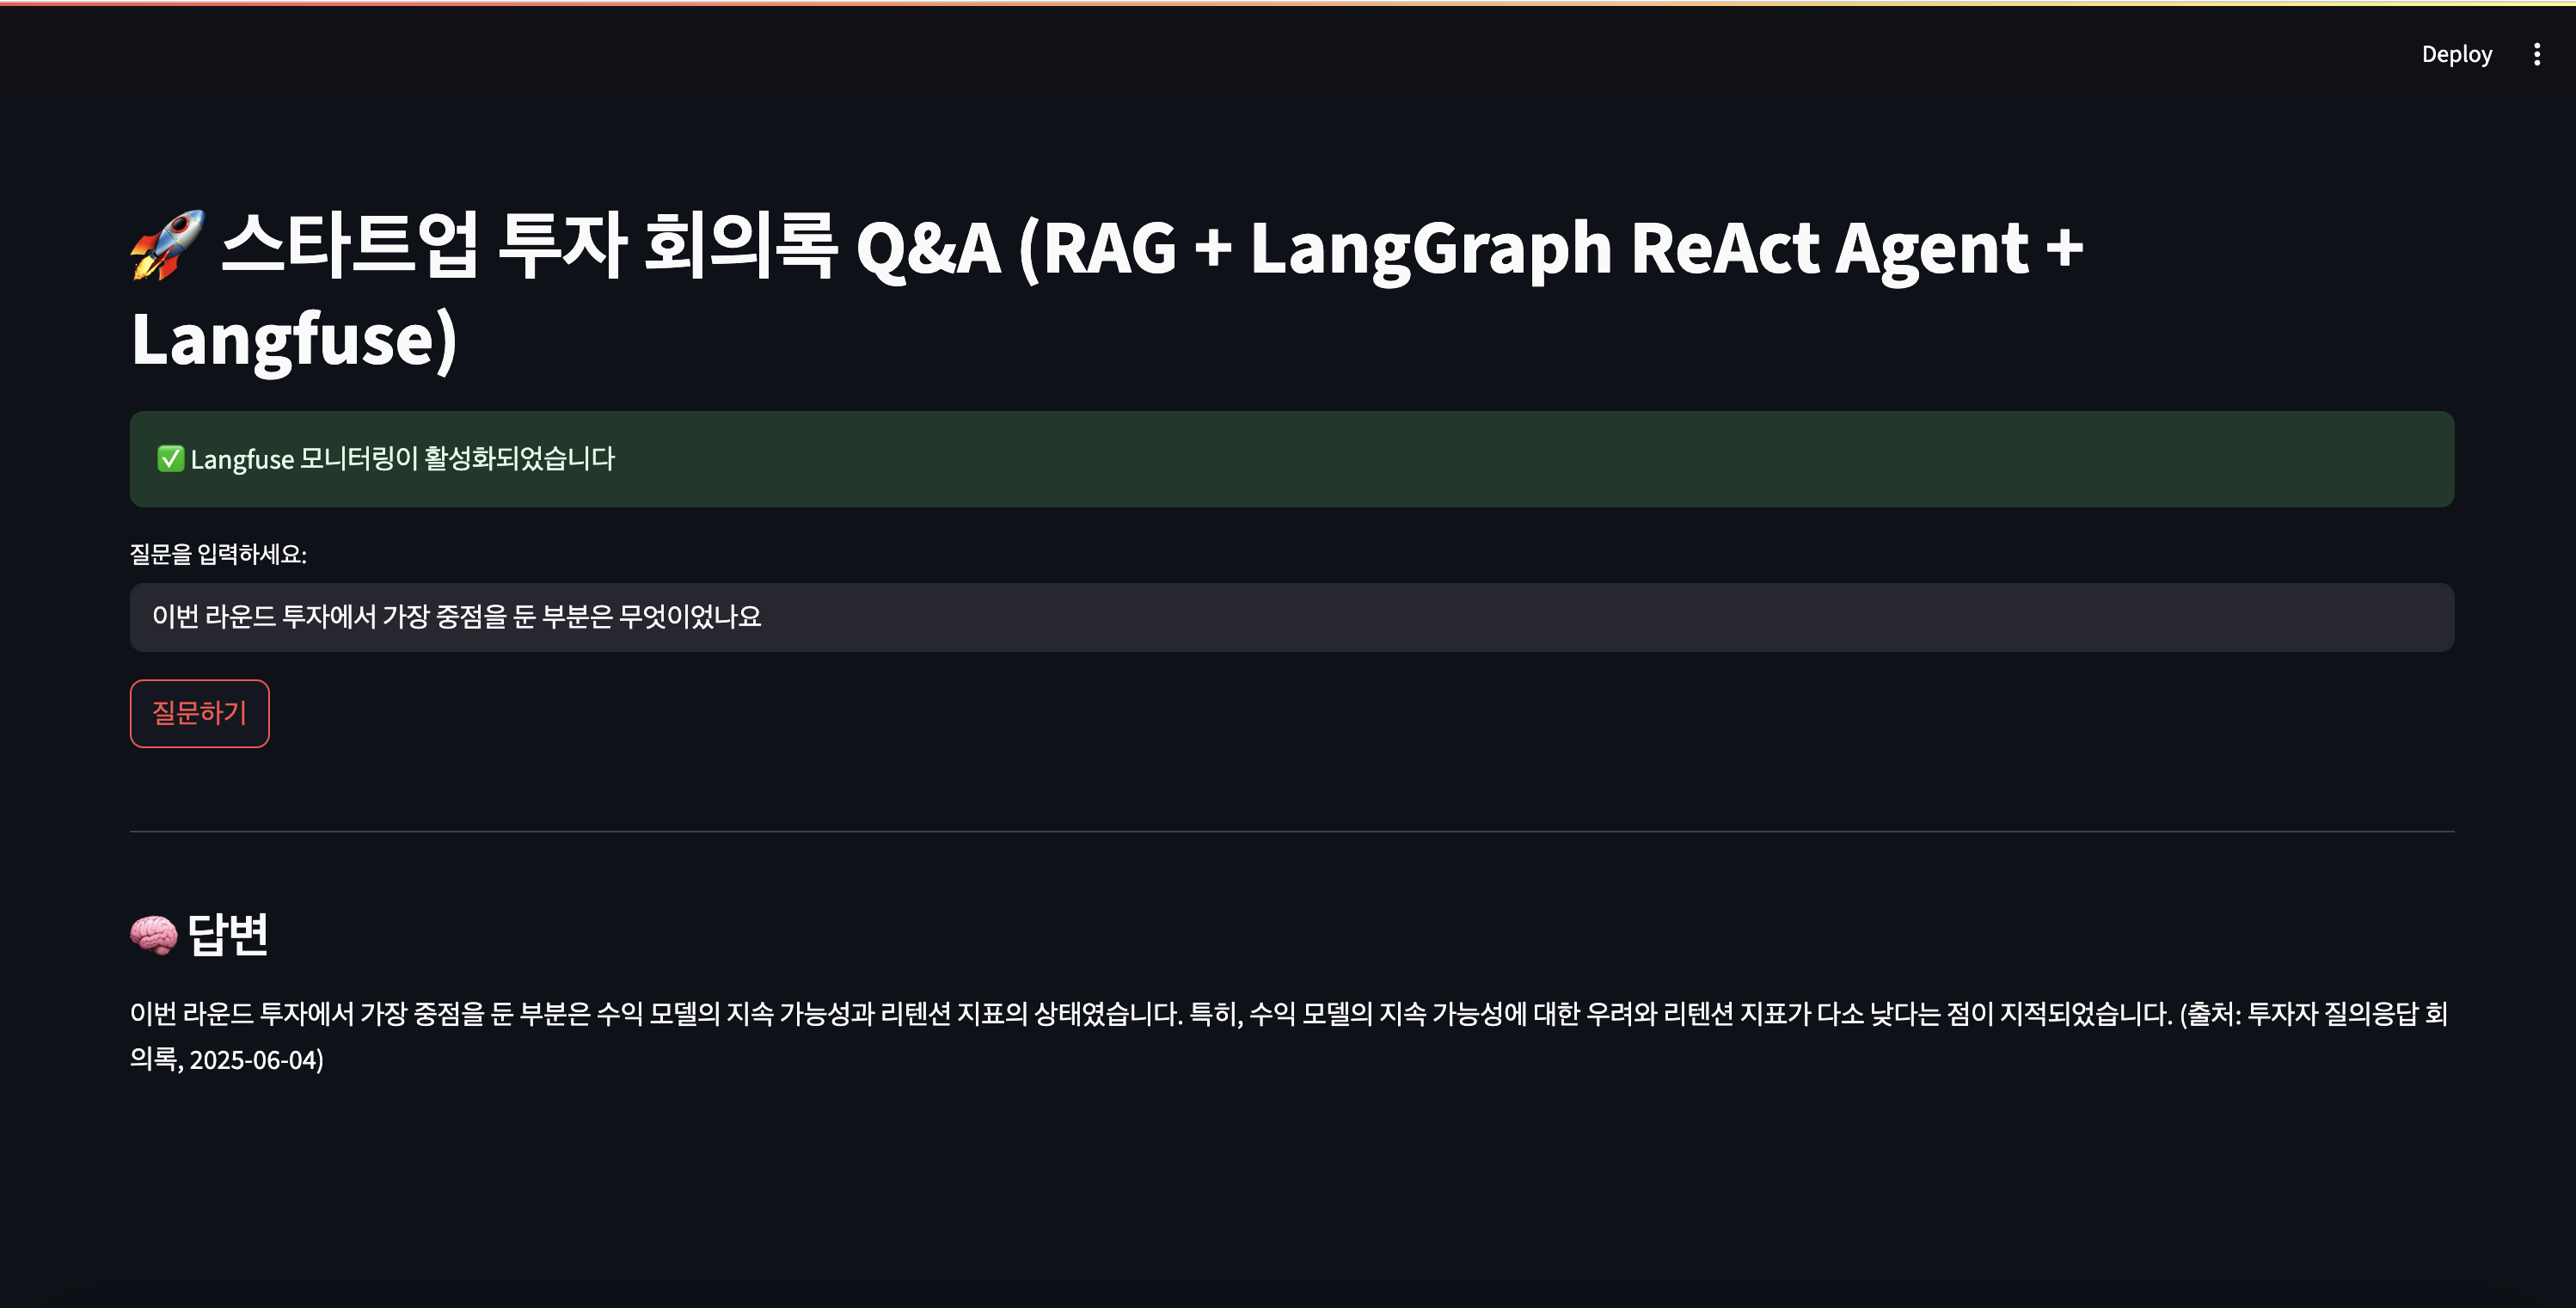 Deploy
🚀 스타트업 투자 회의록 Q&A (RAG + LangGraph ReAct Agent +
Langfuse)
✅ Langfuse 모니터링이 활성화되었습니다
질문을 입력하세요:
이번 라운드 투자에서 가장 중점을 둔 부분은 무엇이었나요
질문하기
🧠 답변
이번 라운드 투자에서 가장 중점을 둔 부분은 수익 모델의 지속 가능성과 리텐션 지표의 상태였습니다. 특히, 수익 모델의 지속 가능성에 대한 우려와 리텐션 지표가 다소 낮다는 점이 지적되었습니다. (출처: 투자자 질의응답 회
의록, 2025-06-04)